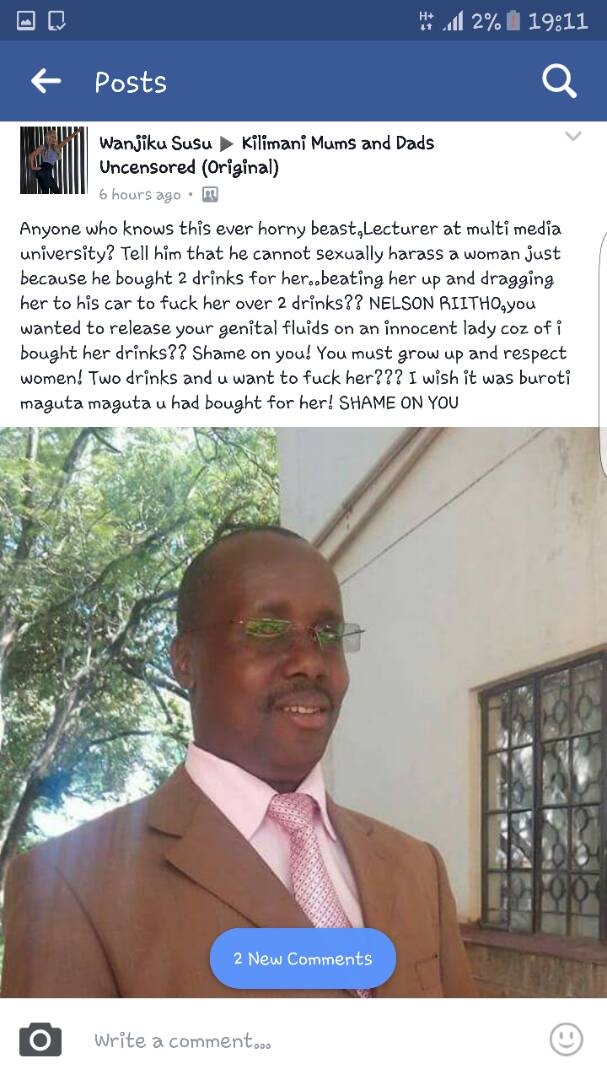 H+ 2% 19:11
Posts
Wanjiku Susu ▶ Kilimani Mums and Dads
Uncensored (Original)
6 hours ago •
Anyone who knows this ever horny beast,Lecturer at multi media
university? Tell him that he cannot sexually harass a woman just
because he bought 2 drinks for her..beating her up and dragging
her to his car to fuck her over 2 drinks?? NELSON RIITHO,you
wanted to release your genital fluids on an innocent lady coz of i
bought her drinks?? Shame on you! You must grow up and respect
women! Two drinks and u want to fuck her??? I wish it was buroti
maguta maguta u had bought for her! SHAME ON YOU
2 New Comments
Write a comment...